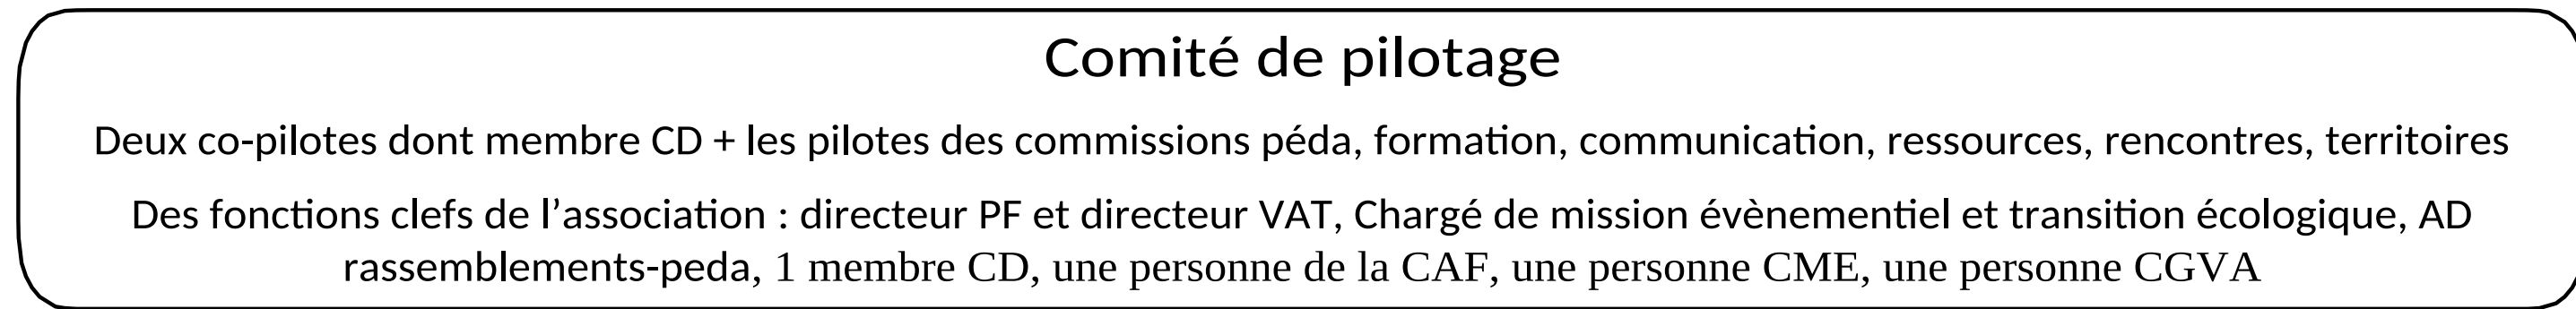 Comité de pilotage
Deux co-pilotes dont membre CD + les pilotes des commissions péda, formation, communication, ressources, rencontres, territoires
Des fonctions clefs de l’association : directeur PF et directeur VAT, Chargé de mission évènementiel et transition écologique, AD
rassemblements-peda, 1 membre CD, une personne de la CAF, une personne CME, une personne CGVA